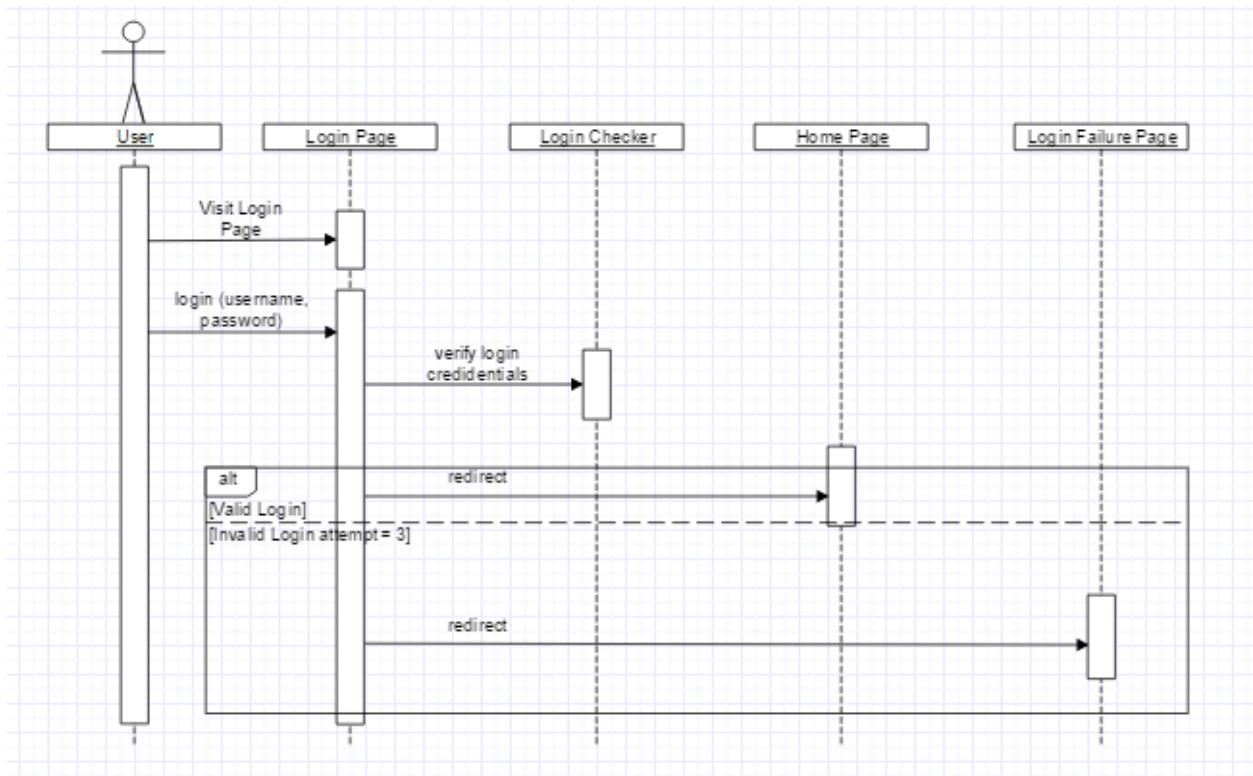 User
Login Page
Login Checker
Home Page
Login Failure Page
Visit Login
Page
login (username,
password)
verify login
credidentials
alt
redirect
[Valid Login]
[Invalid Login attempt = 3]
redirect